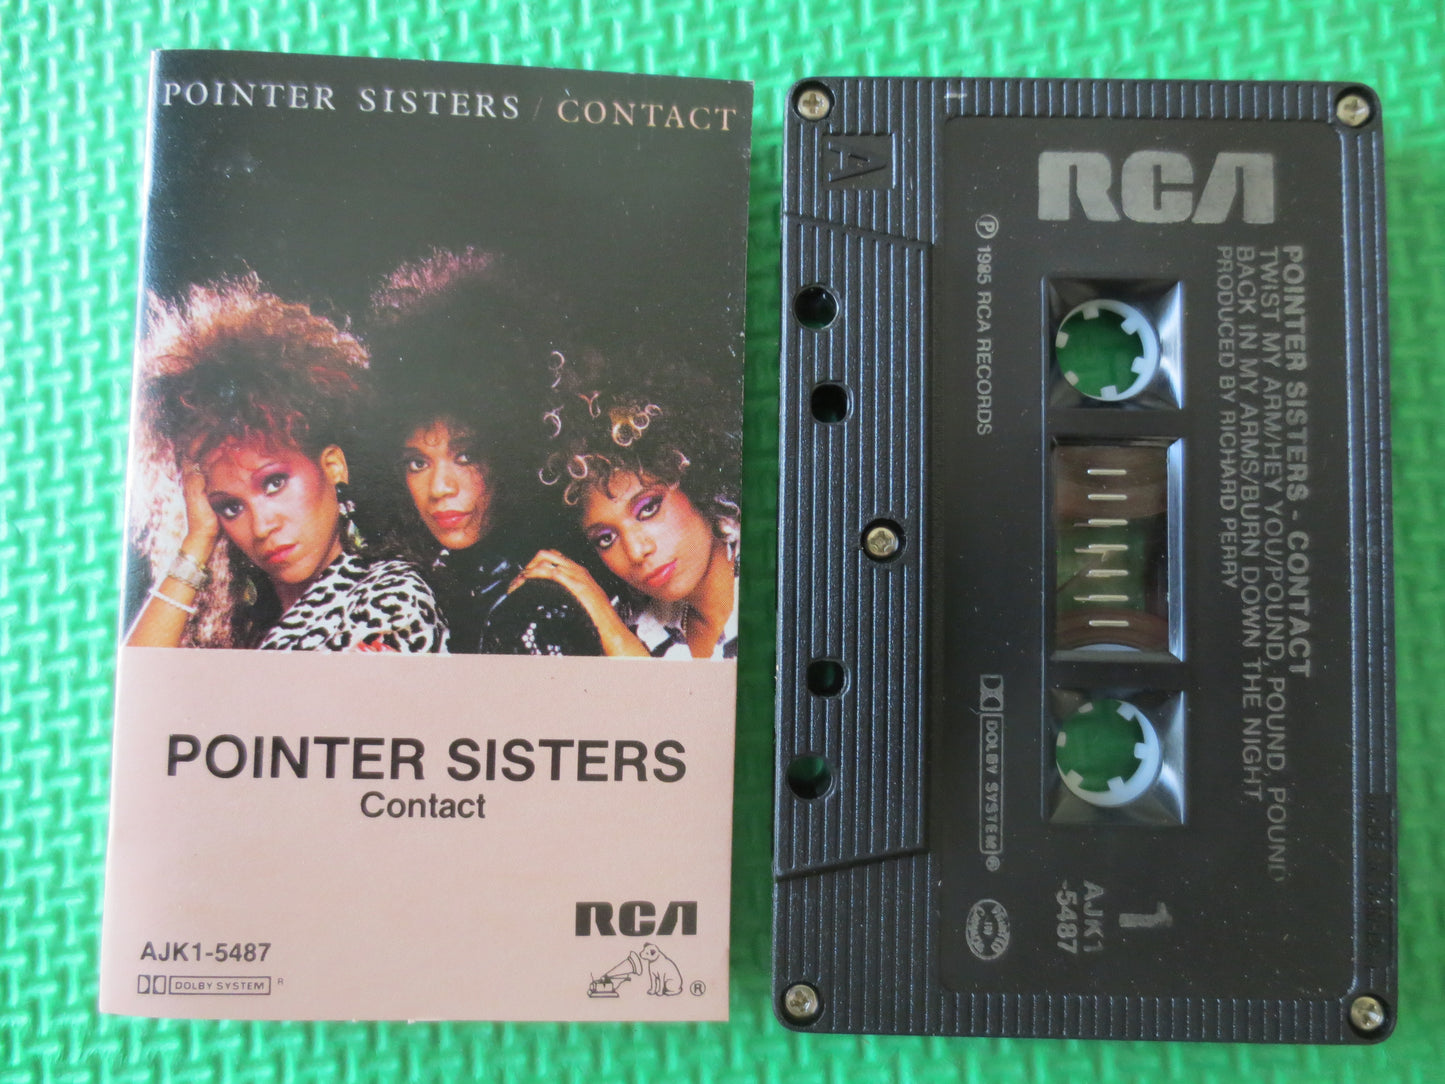 POINTER SISTERS / CONTACT
POINTER SISTERS
Contact
RCA
AJK1-5487
DOLBY SYSTEM R
®
A
RCA
POINTER SISTERS - CONTACT
TWIST MY ARM/HEY YOU/POUND, POUND, POUND
BACK IN MY ARMS/BURN DOWN THE NIGHT
PRODUCED BY RICHARD PERRY
℗ 1985 RCA RECORDS
DOLBY SYSTEM®
1
AJK1
-5487